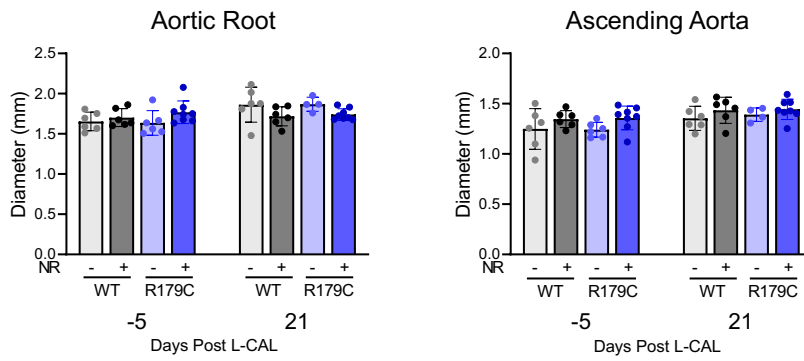 Aortic Root
Diameter (mm)
2.5
2.0
1.5
1.0
0.5
0.0
NR - + - + - + - +
WT R179C WT R179C
-5 21
Days Post L-CAL
Ascending Aorta
Diameter (mm)
2.0
1.5
1.0
0.5
0.0
NR - + - + - + - +
WT R179C WT R179C
-5 21
Days Post L-CAL